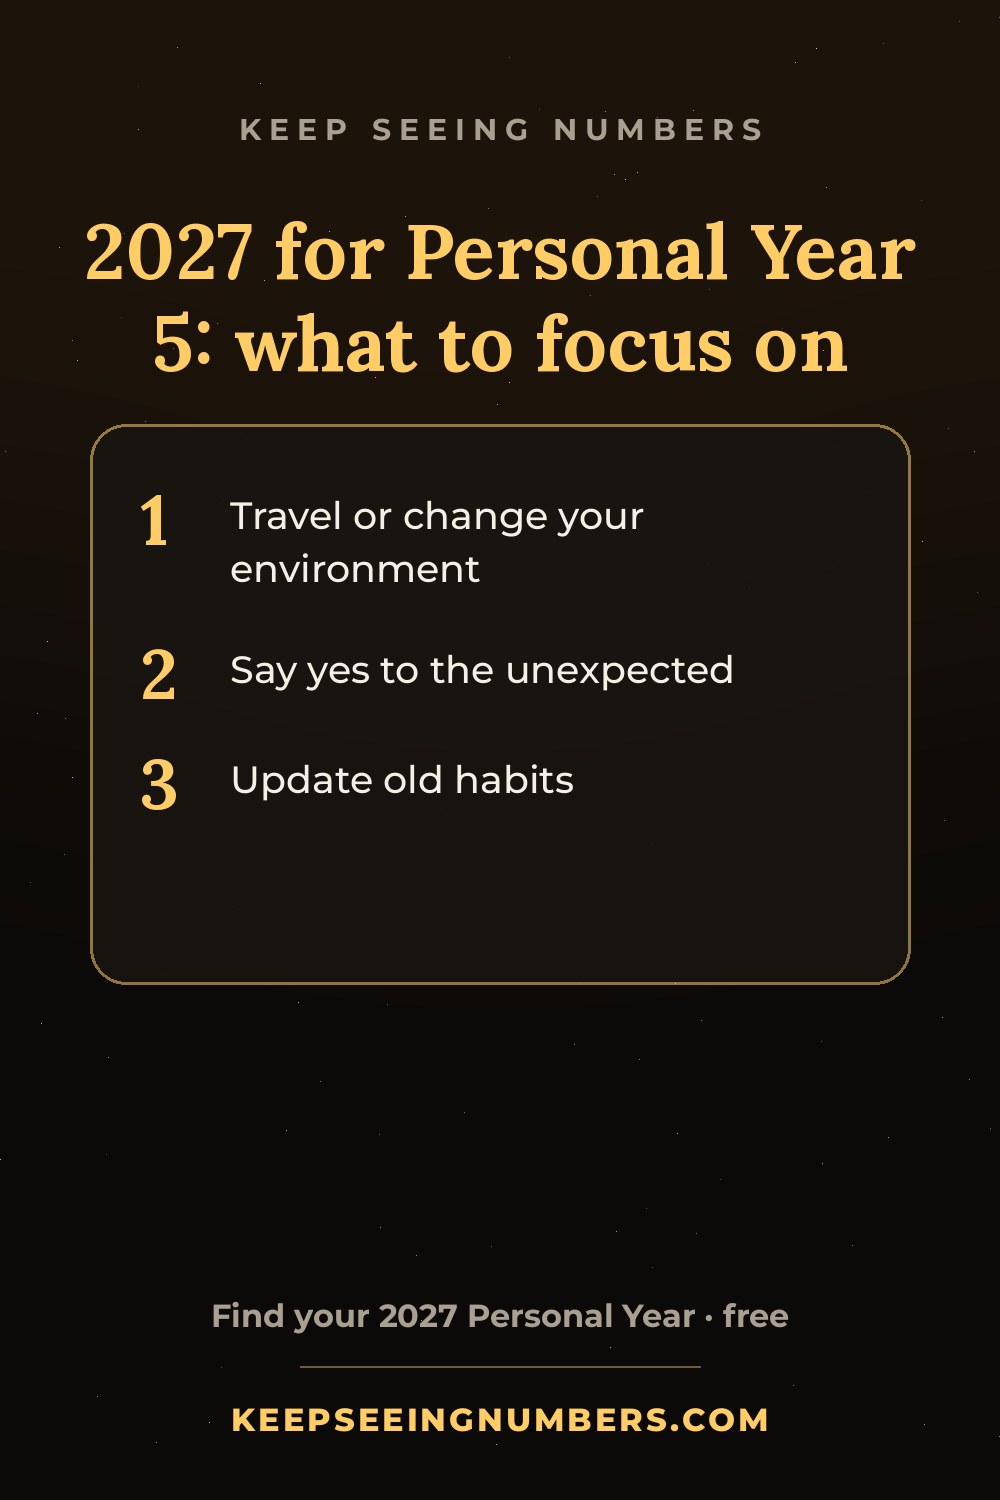 KEEP SEEING NUMBERS
2027 for Personal Year
5: what to focus on
1 Travel or change your
environment
2 Say yes to the unexpected
3 Update old habits
Find your 2027 Personal Year · free
KEEPSEEINGNUMBERS.COM